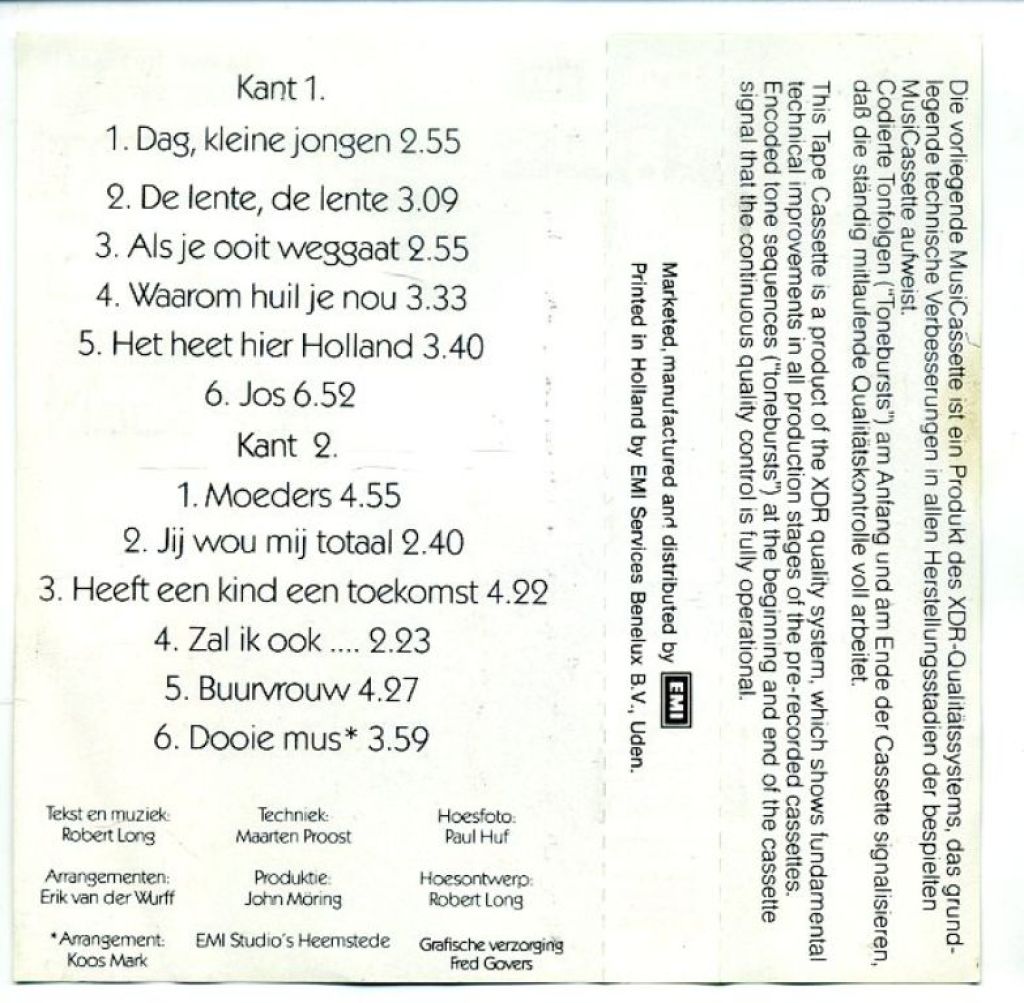 Kant 1.
1. Dag, kleine jongen 2.55
2. De lente, de lente 3.09
3. Als je ooit weggaat 2.55
4. Waarom huil je nou 3.33
5. Het heet hier Holland 3.40
6. Jos 6.52
Kant 2.
1. Moeders 4.55
2. Jij wou mij totaal 2.40
3. Heeft een kind een toekomst 4.22
4. Zal ik ook .... 2.23
5. Buurvrouw 4.27
6. Dooie mus* 3.59
Tekst en muziek:
Robert Long
Techniek:
Maarten Proost
Hoesfoto:
Paul Huf
Arrangementen:
Erik van der Wurff
Produktie:
John Möring
Hoesontwerp:
Robert Long
*Arrangement:
Koos Mark
EMI Studio's Heemstede
Grafische verzorging
Fred Govers
Marketed, manufactured and distributed by EMI
Printed in Holland by EMI Services Benelux B.V., Uden.
Die vorliegende MusiCassette ist ein Produkt des XDR-Qualitätssystems, das grund-
legende technische Verbesserungen in allen Herstellungsstadien der bespielten
MusiCassette aufweist.
Codierte Tonfolgen ("Tonebursts") am Anfang und am Ende der Cassette signalisieren,
daß die ständig mitlaufende Qualitätskontrolle voll arbeitet.
This Tape Cassette is a product of the XDR quality system, which shows fundamental
technical improvements in all production stages of the pre-recorded cassettes.
Encoded tone sequences ("tonebursts") at the beginning and end of the cassette
signal that the continuous quality control is fully operational.